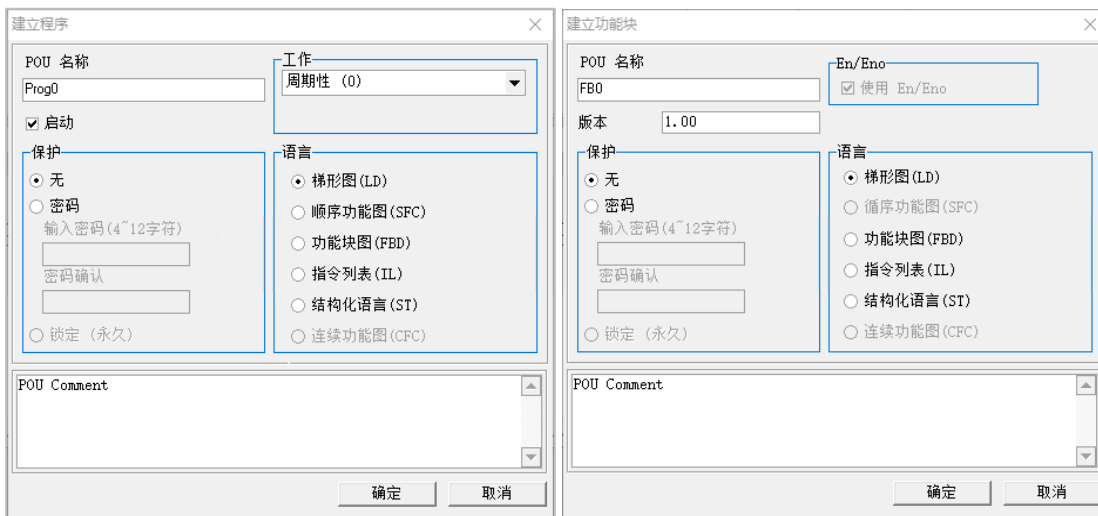 建立程序
POU 名称
Prog0
启动
工作
周期性 (0)
保护
无
密码
输入密码(4~12字符)
密码确认
锁定 (永久)
语言
梯形图(LD)
顺序功能图(SFC)
功能块图(FBD)
指令列表(IL)
结构化语言(ST)
连续功能图(CFC)
POU Comment
确定
取消
建立功能块
POU 名称
FB0
版本
1.00
En/Eno
使用 En/Eno
保护
无
密码
输入密码(4~12字符)
密码确认
锁定 (永久)
语言
梯形图(LD)
循序功能图(SFC)
功能块图(FBD)
指令列表(IL)
结构化语言(ST)
连续功能图(CFC)
POU Comment
确定
取消